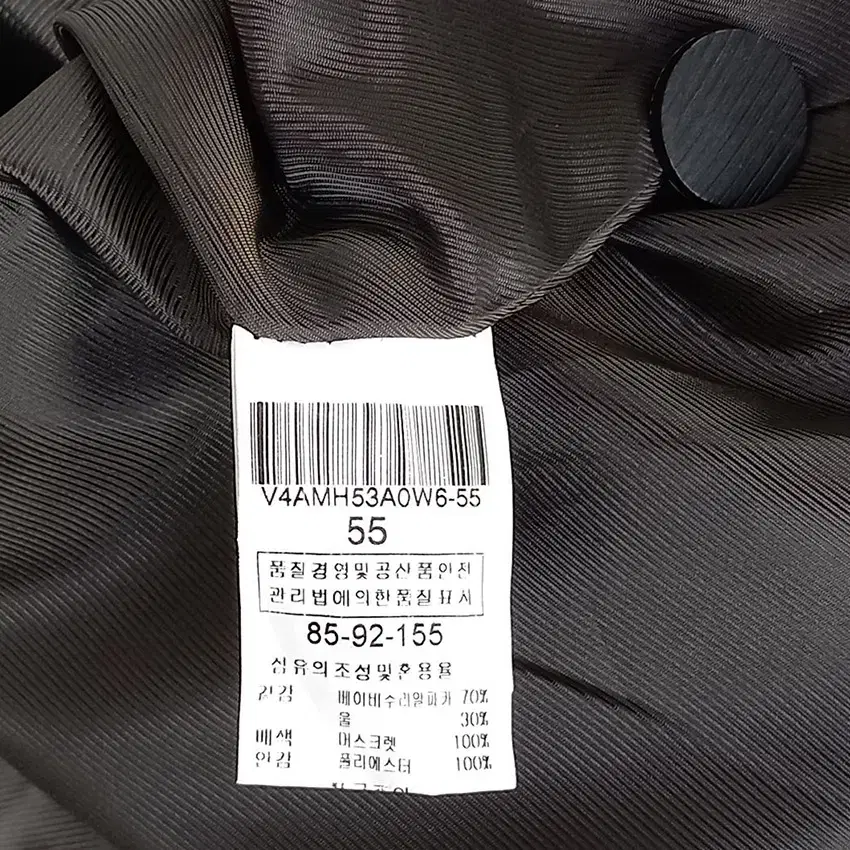 V4AMH53A0W6-55
55
품질경영및공산품안전
관리법에의한품질표시
85-92-155
섬유의조성및혼용율
겉감 베이비수리알파카 70%
울 30%
배색 머스크렛 100%
안감 폴리에스터 100%